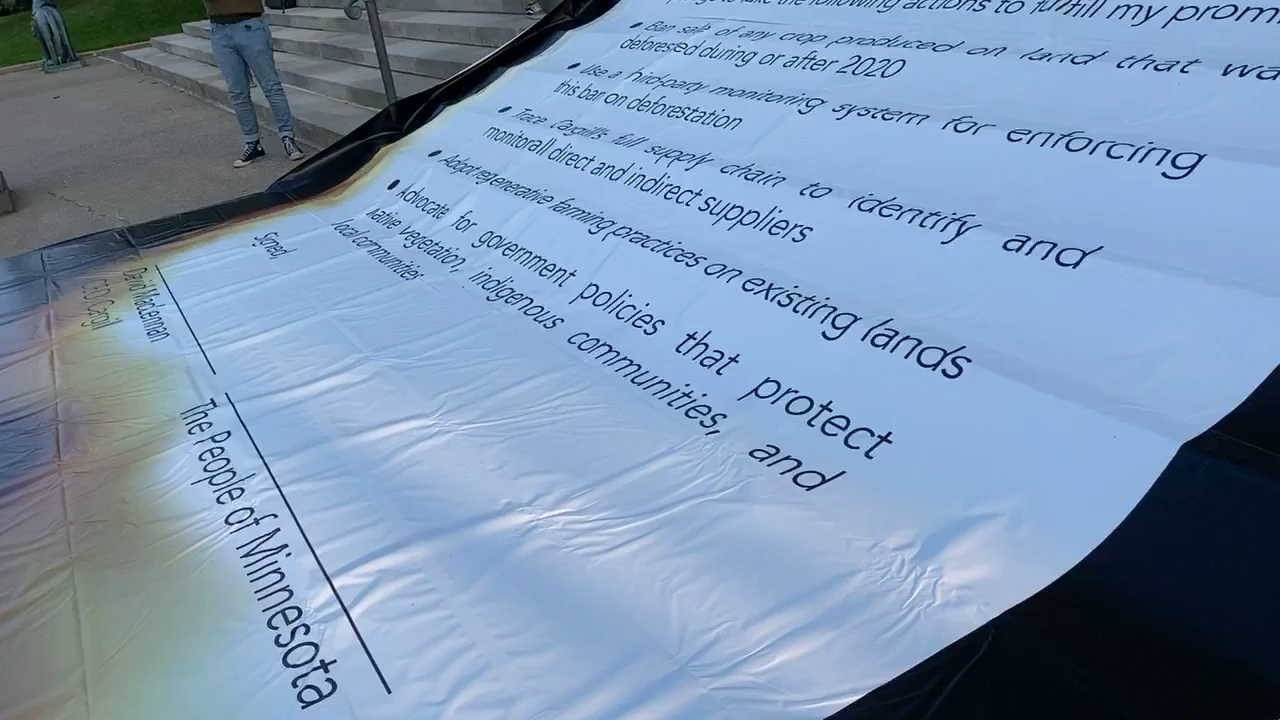 to take the following actions to fulfill my prom
• Ban sale of any crop produced on land that wa
deforesed during or after 2020
• Use a third-party monitoring system for enforcing
this bar on deforestation
• Trace Cargill's full supply chain to identify and
monitor all direct and indirect suppliers
• Adopt regenerative farming practices on existing lands
• Advocate for government policies that protect
native vegetation, indigenous communities, and
local communities
Signed,
David MacLennan
CEO Cargill
The People of Minnesota